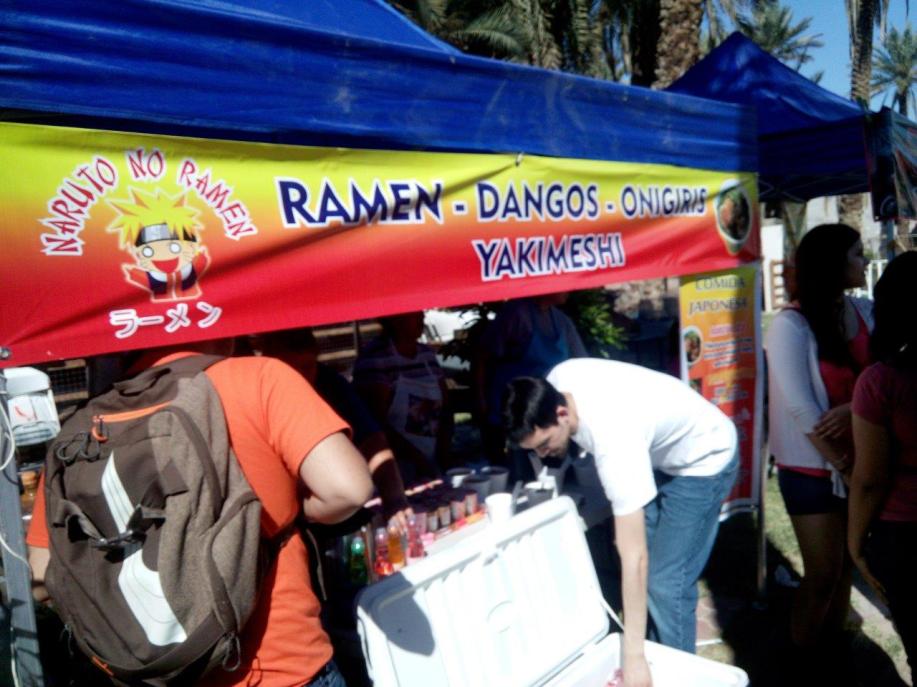 NARUTO NO RAMEN
ラーメン
RAMEN - DANGOS - ONIGIRIS
YAKIMESHI
COMIDA
JAPONESA